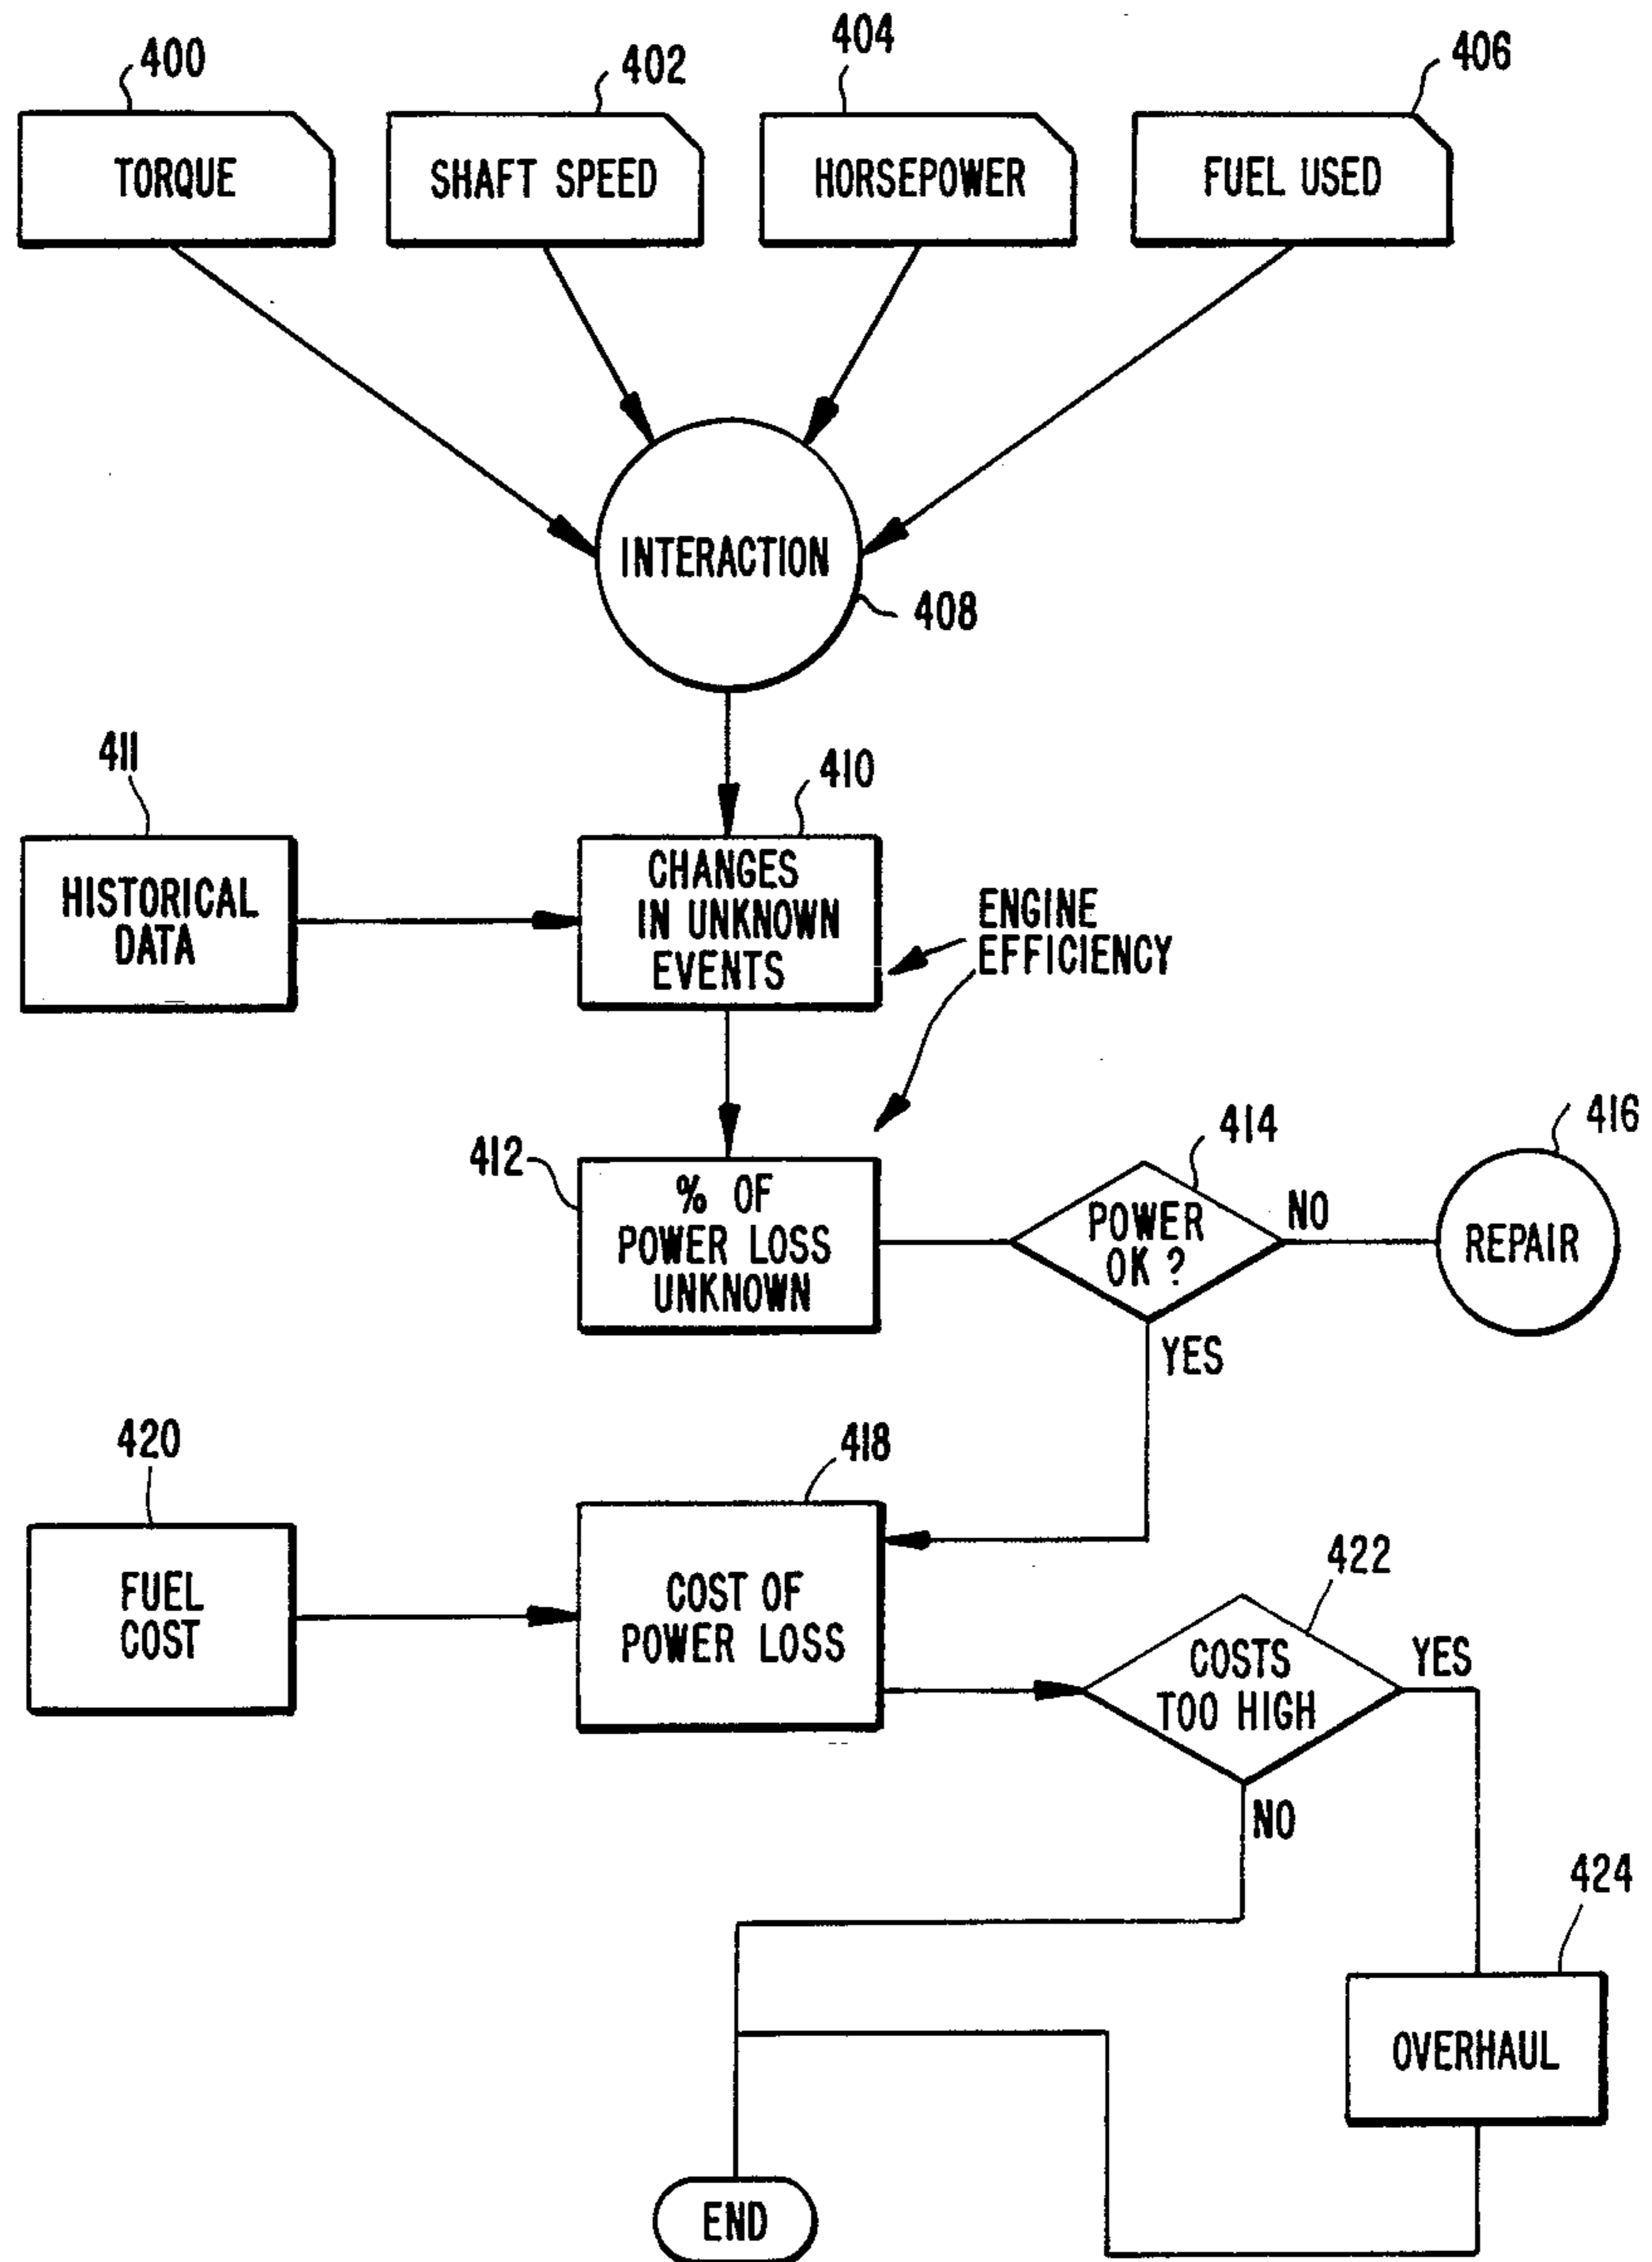 400
402
404
406
TORQUE
SHAFT SPEED
HORSEPOWER
FUEL USED
INTERACTION
408
411
410
HISTORICAL
DATA
CHANGES
IN UNKNOWN
EVENTS
ENGINE
EFFICIENCY
412
% OF
POWER LOSS
UNKNOWN
414
POWER
OK ?
NO
416
REPAIR
YES
420
418
FUEL
COST
COST OF
POWER LOSS
422
COSTS
TOO HIGH
YES
NO
424
OVERHAUL
END